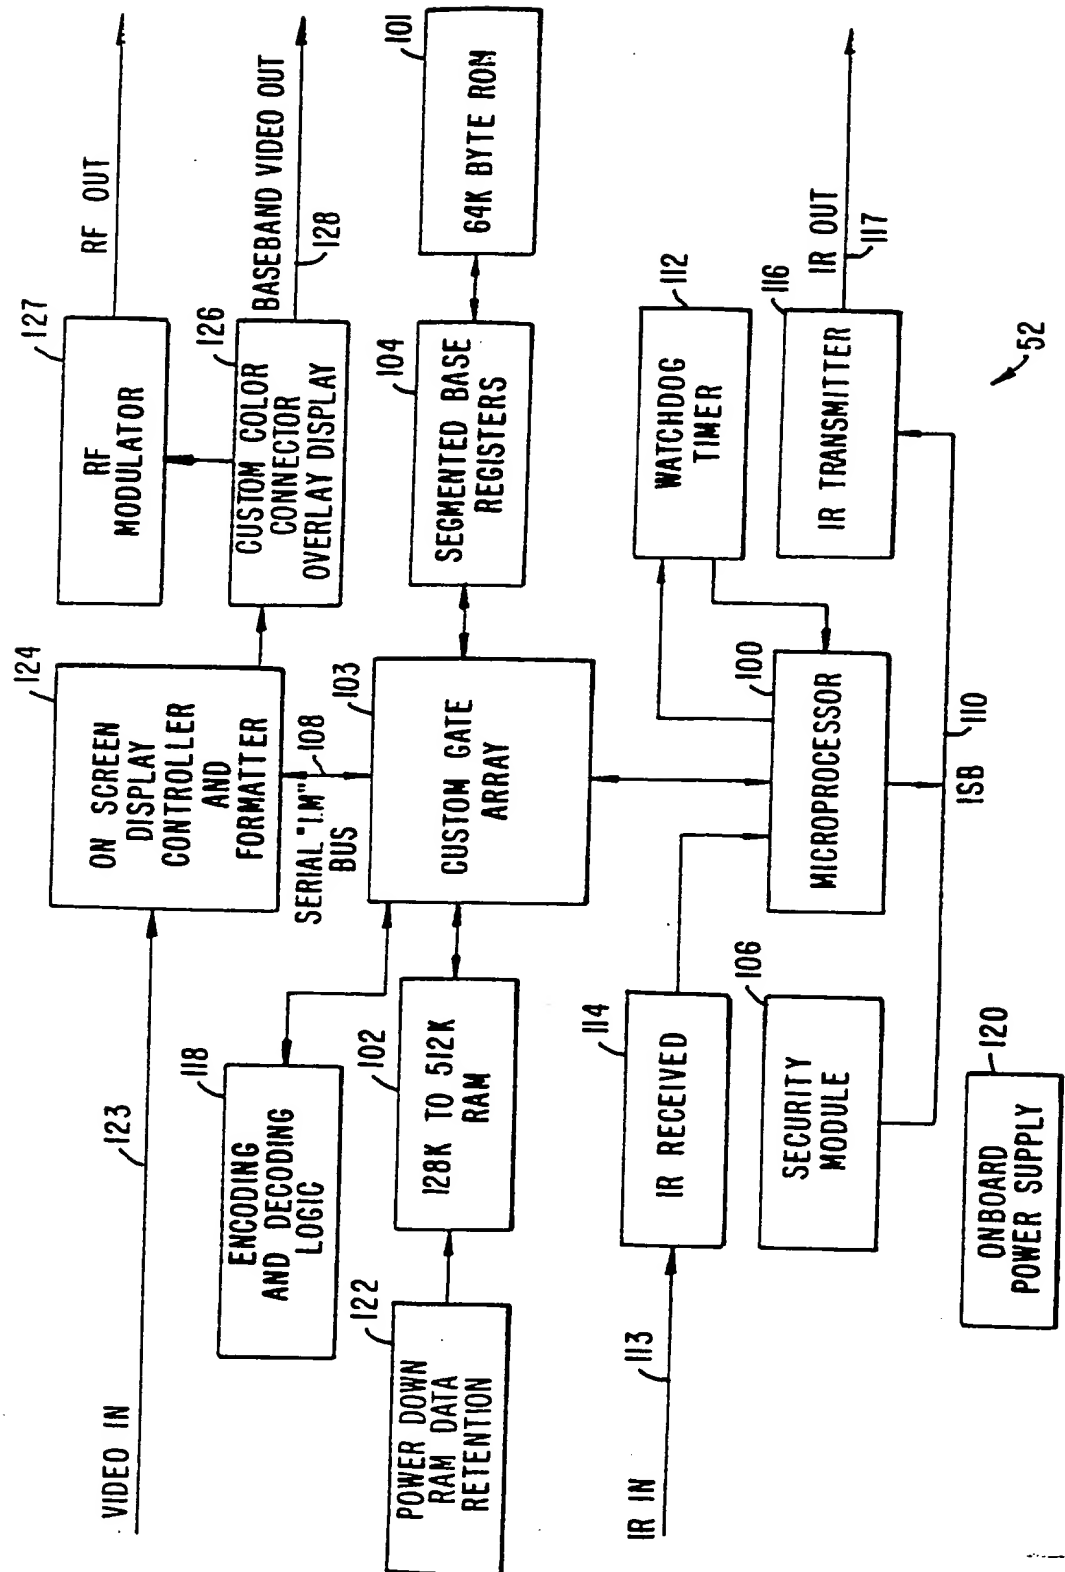 VIDEO IN
123
ON SCREEN
DISPLAY
CONTROLLER
AND
FORMATTER
124
RF
MODULATOR
127
RF OUT
CUSTOM COLOR
CONNECTOR
OVERLAY DISPLAY
126
BASEBAND VIDEO OUT
128
ENCODING
AND DECODING
LOGIC
118
SERIAL "I.M"
BUS
108
POWER DOWN
RAM DATA
RETENTION
122
128K TO 512K
RAM
102
CUSTOM GATE
ARRAY
103
SEGMENTED BASE
REGISTERS
104
64K BYTE ROM
101
IR IN
113
IR RECEIVED
114
WATCHDOG
TIMER
112
SECURITY
MODULE
106
MICROPROCESSOR
100
IR TRANSMITTER
116
IR OUT
117
ISB
110
ONBOARD
POWER SUPPLY
120
52